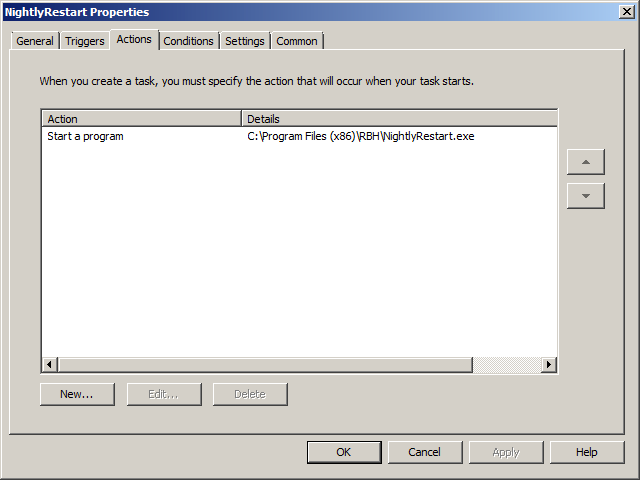 NightlyRestart Properties
General Triggers Actions Conditions Settings Common
When you create a task, you must specify the action that will occur when your task starts.
Action Details
Start a program C:\Program Files (x86)\RBH\NightlyRestart.exe
New... Edit... Delete
OK Cancel Apply Help